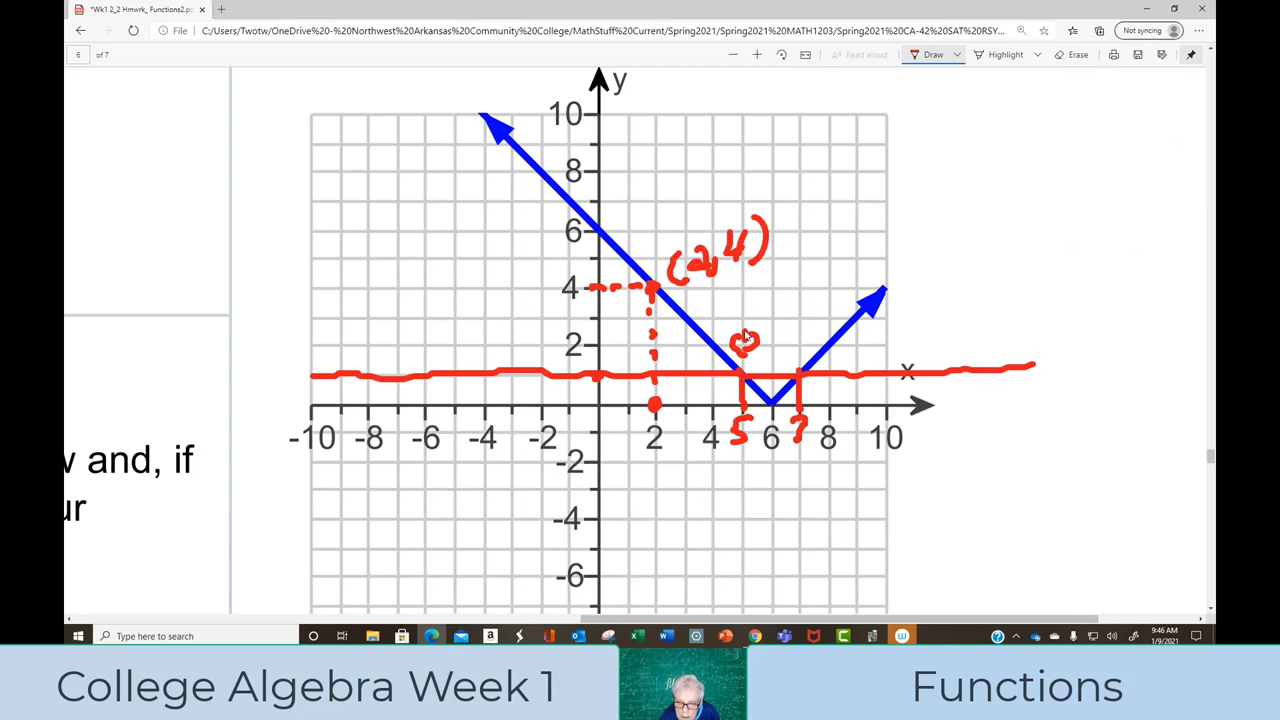 *Wk1 2_2 Hmwrk_ Functions2.pd
File
C:/Users/Twotw/OneDrive%20-%20Northwest%20Arkansas%20Community%20College/MathStuff%20Current/Spring2021/Spring2021%20MATH1203/Spring2021%20CA-42%20SAT%20RSY...
Not syncing
6
of 7
Read aloud
Draw
Highlight
Erase
y
10
8
6
4
2
(2,4)
x
-10 -8 -6 -4 -2 2 4 5 6 7 8 10
-2
-4
-6
w and, if
ur
Type here to search
9:46 AM
1/9/2021
College Algebra Week 1
Functions